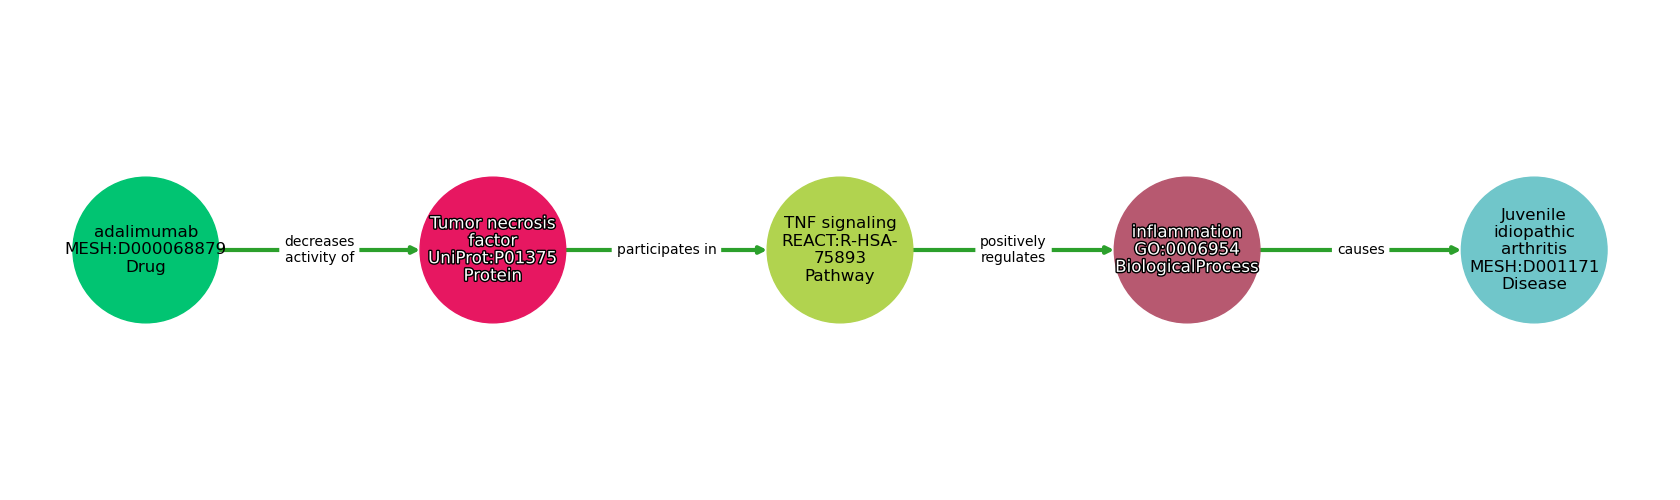 adalimumab
MESH:D000068879
Drug
decreases
activity of
Tumor necrosis
factor
UniProt:P01375
Protein
participates in
TNF signaling
REACT:R-HSA-
75893
Pathway
positively
regulates
inflammation
GO:0006954
BiologicalProcess
causes
Juvenile
idiopathic
arthritis
MESH:D001171
Disease